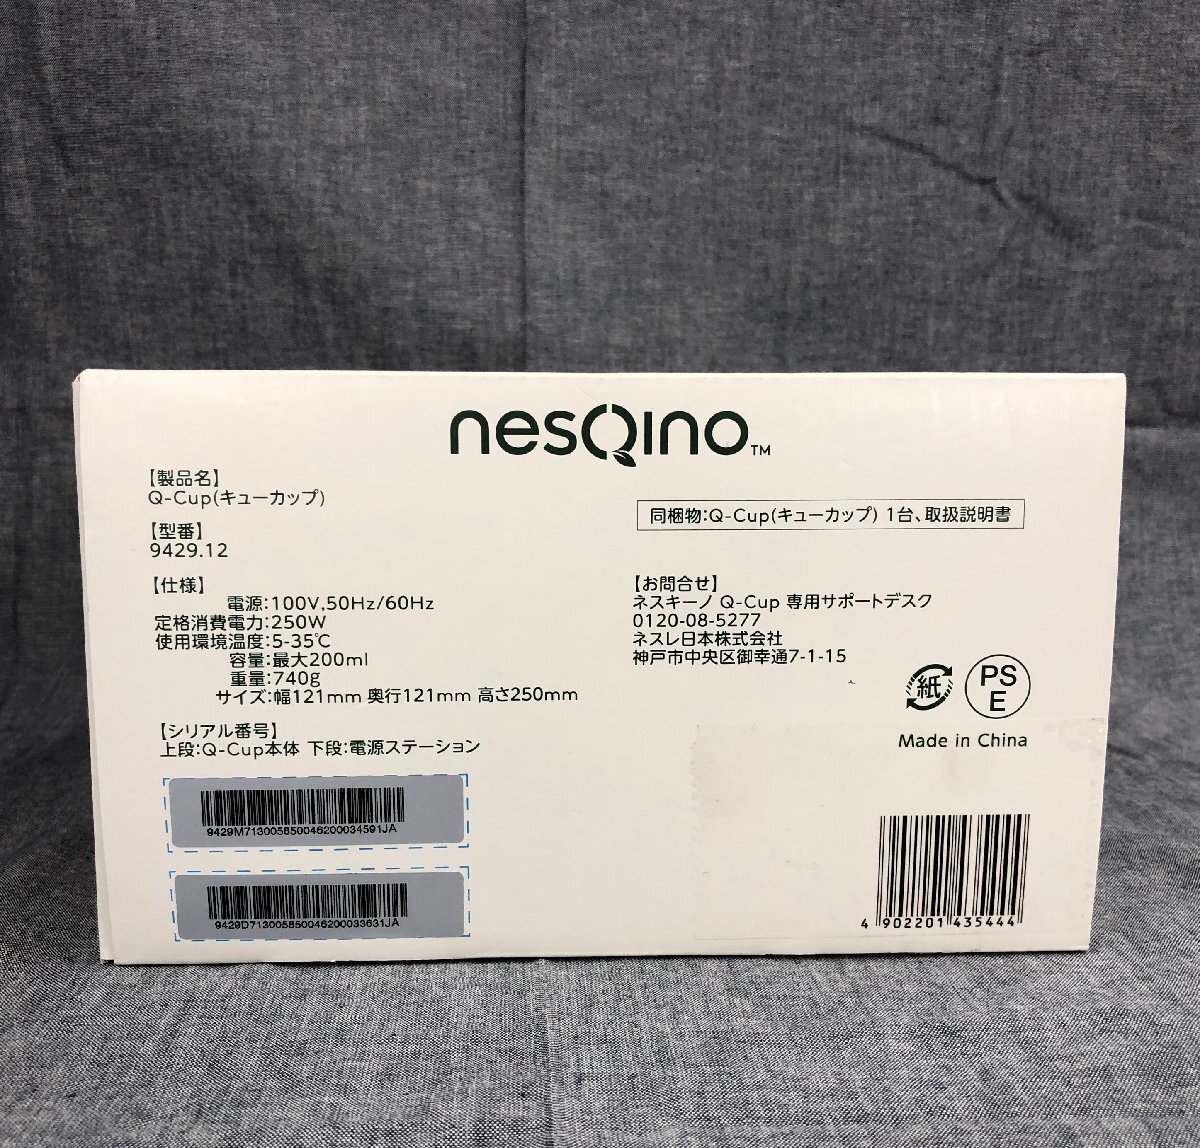 nesQino™
【製品名】
Q-Cup(キューカップ)
【型番】
9429.12
【仕様】
電源:100V,50Hz/60Hz
定格消費電力:250W
使用環境温度:5-35℃
容量:最大200ml
重量:740g
サイズ:幅121mm 奥行121mm 高さ250mm
【シリアル番号】
上段:Q-Cup本体 下段:電源ステーション
9429M713005850046200034591JA
9429D713005850046200033631JA
同梱物:Q-Cup(キューカップ) 1台、取扱説明書
【お問合せ】
ネスキーノ Q-Cup 専用サポートデスク
0120-08-5277
ネスレ日本株式会社
神戸市中央区御幸通7-1-15
紙
PS
E
Made in China
4 902201 435444